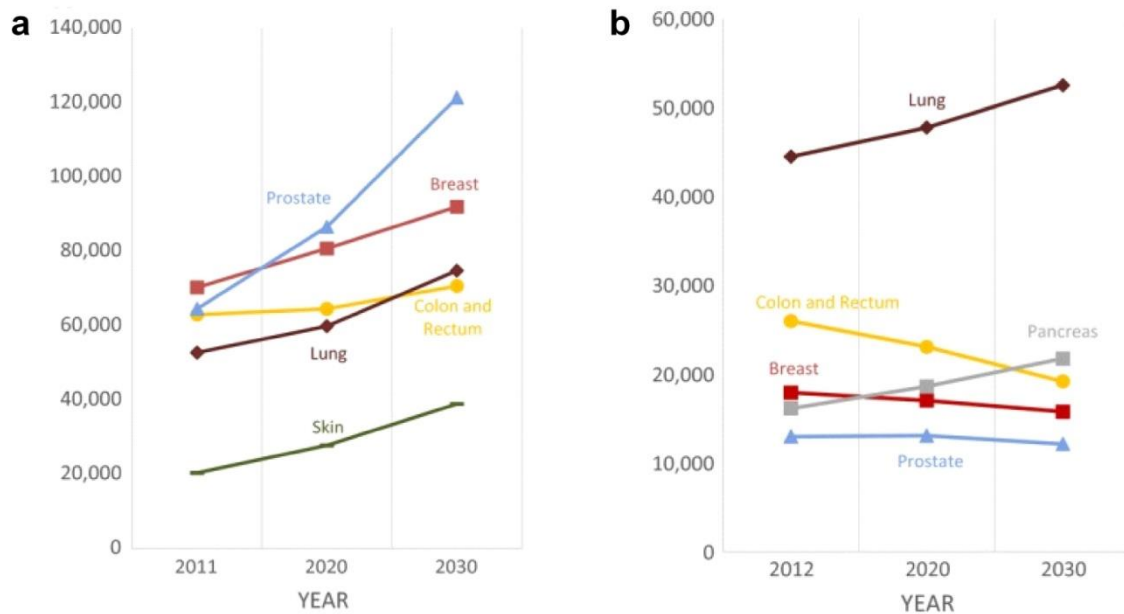 a
140,000
120,000
100,000
80,000
60,000
40,000
20,000
0
Prostate
Breast
Colon and
Rectum
Lung
Skin
2011 2020 2030
YEAR
b
60,000
50,000
40,000
30,000
20,000
10,000
0
Lung
Colon and Rectum
Pancreas
Breast
Prostate
2012 2020 2030
YEAR